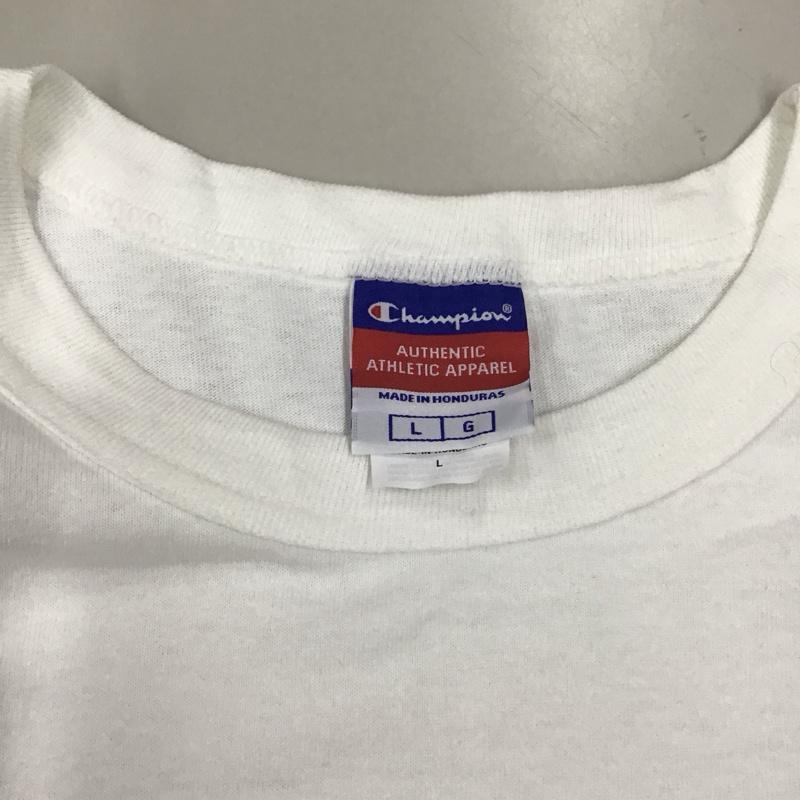 Champion®
AUTHENTIC
ATHLETIC APPAREL
MADE IN HONDURAS
L G
L